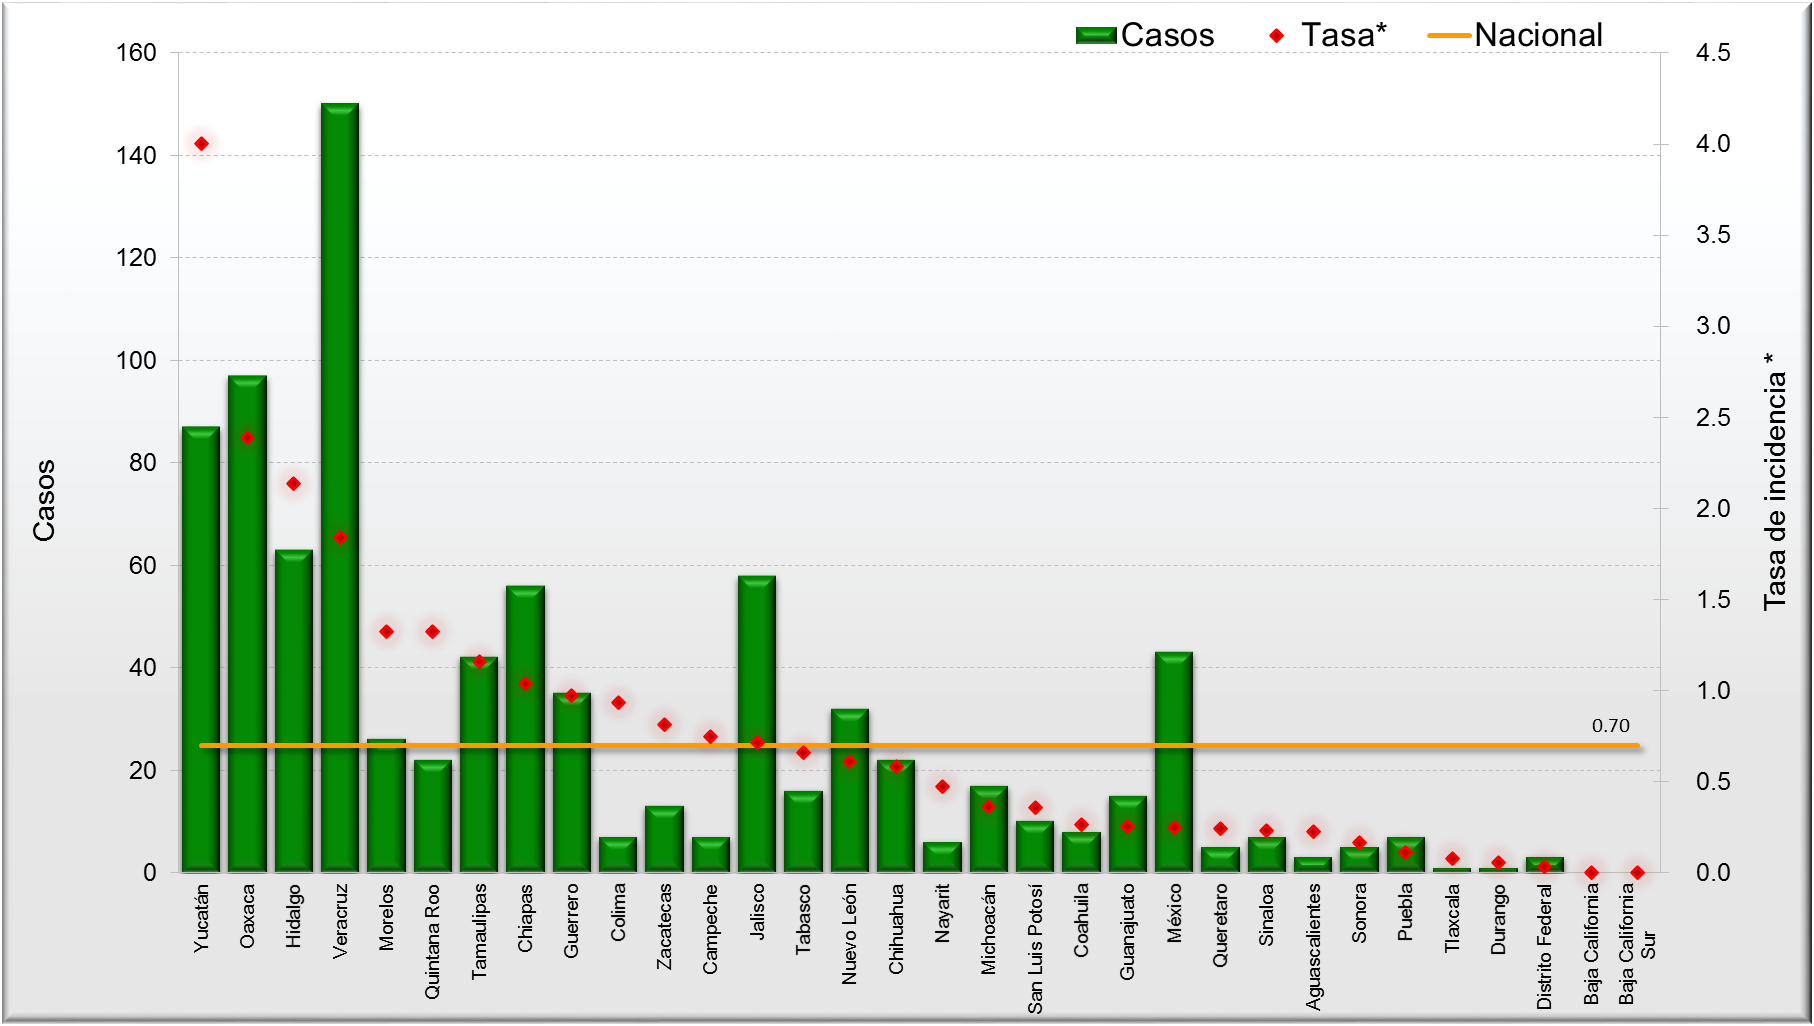 Casos Tasa* Nacional
160
140
120
100
80
60
40
20
0
Casos
4.5
4.0
3.5
3.0
2.5
2.0
1.5
1.0
0.5
0.0
Tasa de incidencia *
0.70
Yucatán
Oaxaca
Hidalgo
Veracruz
Morelos
Quintana Roo
Tamaulipas
Chiapas
Guerrero
Colima
Zacatecas
Campeche
Jalisco
Tabasco
Nuevo León
Chihuahua
Nayarit
Michoacán
San Luis Potosí
Coahuila
Guanajuato
México
Queretaro
Sinaloa
Aguascalientes
Sonora
Puebla
Tlaxcala
Durango
Distrito Federal
Baja California
Baja California
Sur